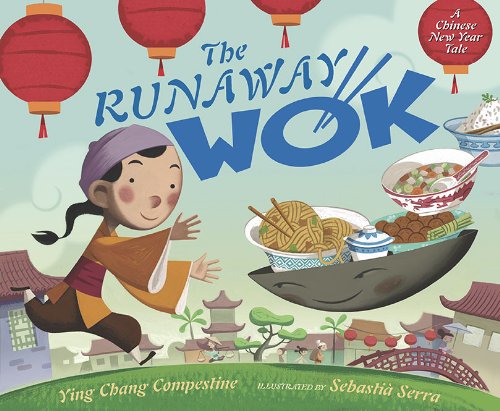 The
RUNAWAY
WOK
A
Chinese
New Year
Tale
Ying Chang Compestine
ILLUSTRATED BY Sebastià Serra